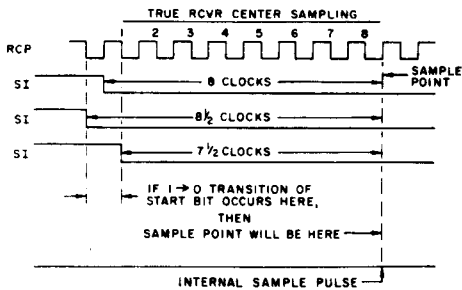 TRUE RCVR CENTER SAMPLING
2 3 4 5 6 7 8
RCP
SI
8 CLOCKS
SAMPLE
POINT
SI
8½ CLOCKS
SI
7½ CLOCKS
IF 1→0 TRANSITION OF
START BIT OCCURS HERE,
THEN
SAMPLE POINT WILL BE HERE
INTERNAL SAMPLE PULSE